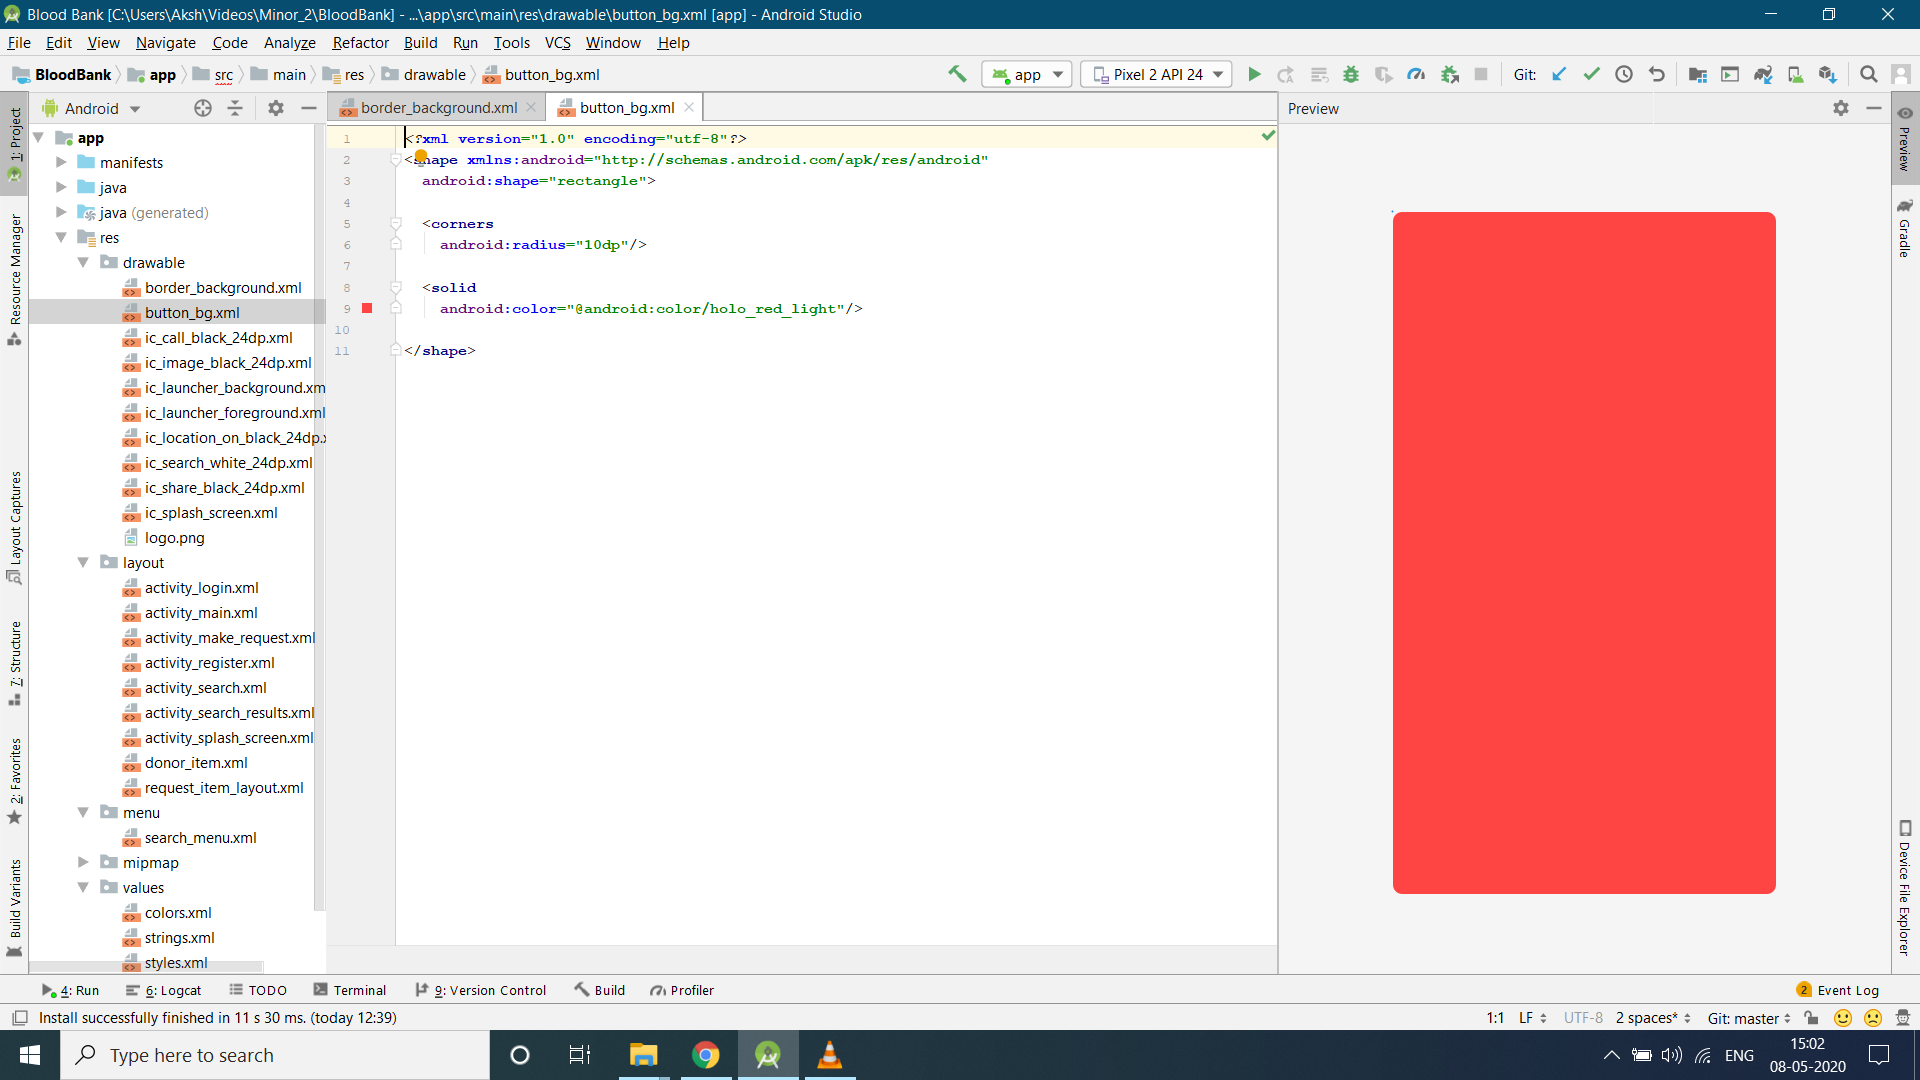 Blood Bank [C:\Users\Aksh\Videos\Minor_2\BloodBank] - ...\app\src\main\res\drawable\button_bg.xml [app] - Android Studio
File Edit View Navigate Code Analyze Refactor Build Run Tools VCS Window Help
BloodBank app src main res drawable button_bg.xml app Pixel 2 API 24 Git:
Android border_background.xml button_bg.xml Preview
1: Project
Resource Manager
Layout Captures
7: Structure
2: Favorites
Build Variants
app
manifests
java
java (generated)
res
drawable
border_background.xml
button_bg.xml
ic_call_black_24dp.xml
ic_image_black_24dp.xml
ic_launcher_background.xm
ic_launcher_foreground.xml
ic_location_on_black_24dp.x
ic_search_white_24dp.xml
ic_share_black_24dp.xml
ic_splash_screen.xml
logo.png
layout
activity_login.xml
activity_main.xml
activity_make_request.xml
activity_register.xml
activity_search.xml
activity_search_results.xml
activity_splash_screen.xml
donor_item.xml
request_item_layout.xml
menu
search_menu.xml
mipmap
values
colors.xml
strings.xml
styles.xml
1 <?xml version="1.0" encoding="utf-8"?>
2 <shape xmlns:android="http://schemas.android.com/apk/res/android"
3 android:shape="rectangle">
4
5 <corners
6 android:radius="10dp"/>
7
8 <solid
9 android:color="@android:color/holo_red_light"/>
10
11 </shape>
Preview
Gradle
Device File Explorer
4: Run 6: Logcat TODO Terminal 9: Version Control Build Profiler 2 Event Log
Install successfully finished in 11 s 30 ms. (today 12:39) 1:1 LF UTF-8 2 spaces* Git: master
Type here to search ENG 15:02
08-05-2020